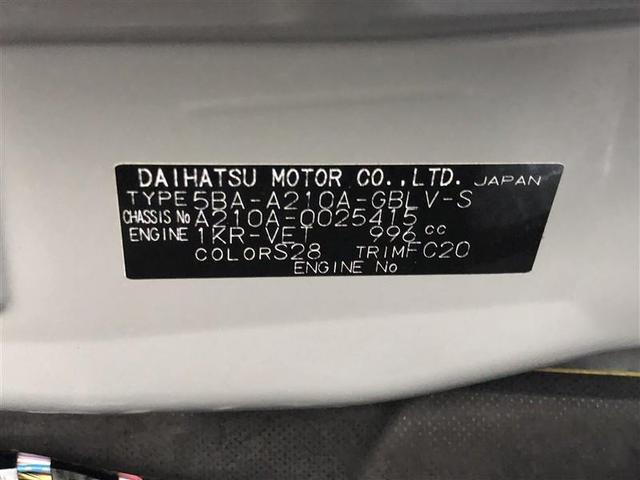 DAIHATSU MOTOR CO.,LTD. JAPAN
TYPE 5BA-A210A-GBLV-S
CHASSIS No A210A-0025415
ENGINE 1KR-VET 996 cc
COLOR S28 TRIM FC20
ENGINE No